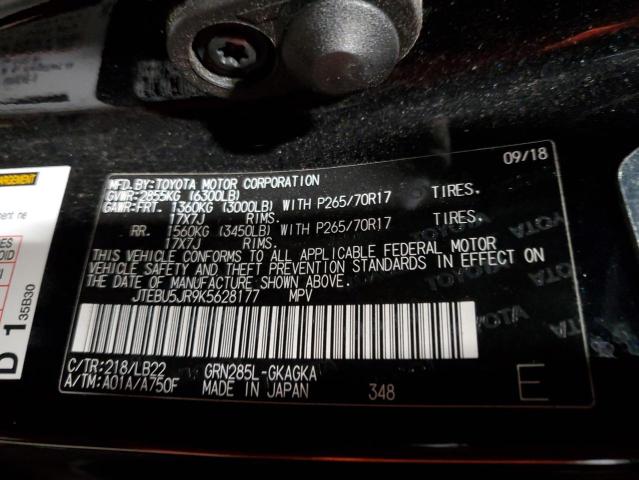 09/18
MFD.BY:TOYOTA MOTOR CORPORATION
GVWR:2855KG (6300LB)
GAWR:FRT. 1360KG (3000LB) WITH P265/70R17 TIRES.
17X7J RIMS.
RR. 1560KG (3450LB) WITH P265/70R17 TIRES.
17X7J RIMS.
THIS VEHICLE CONFORMS TO ALL APPLICABLE FEDERAL MOTOR
VEHICLE SAFETY AND THEFT PREVENTION STANDARDS IN EFFECT ON
THE DATE OF MANUFACTURE SHOWN ABOVE.
JTEBU5JR9K5628177 MPV
C/TR:218/LB22 GRN285L-GKAGKA
A/TM:A01A/A750F MADE IN JAPAN 348 E
35B30